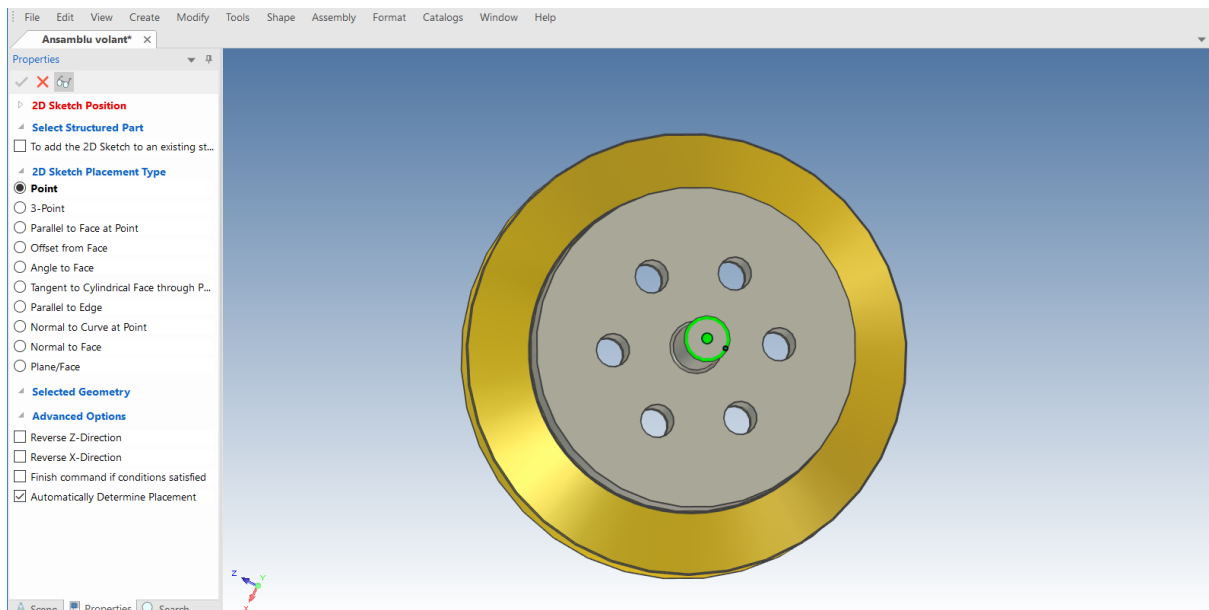 File Edit View Create Modify Tools Shape Assembly Format Catalogs Window Help
Ansamblu volant*
Properties
2D Sketch Position
Select Structured Part
To add the 2D Sketch to an existing st...
2D Sketch Placement Type
Point
3-Point
Parallel to Face at Point
Offset from Face
Angle to Face
Tangent to Cylindrical Face through P...
Parallel to Edge
Normal to Curve at Point
Normal to Face
Plane/Face
Selected Geometry
Advanced Options
Reverse Z-Direction
Reverse X-Direction
Finish command if conditions satisfied
Automatically Determine Placement
Z Y
X
Scene Properties Search